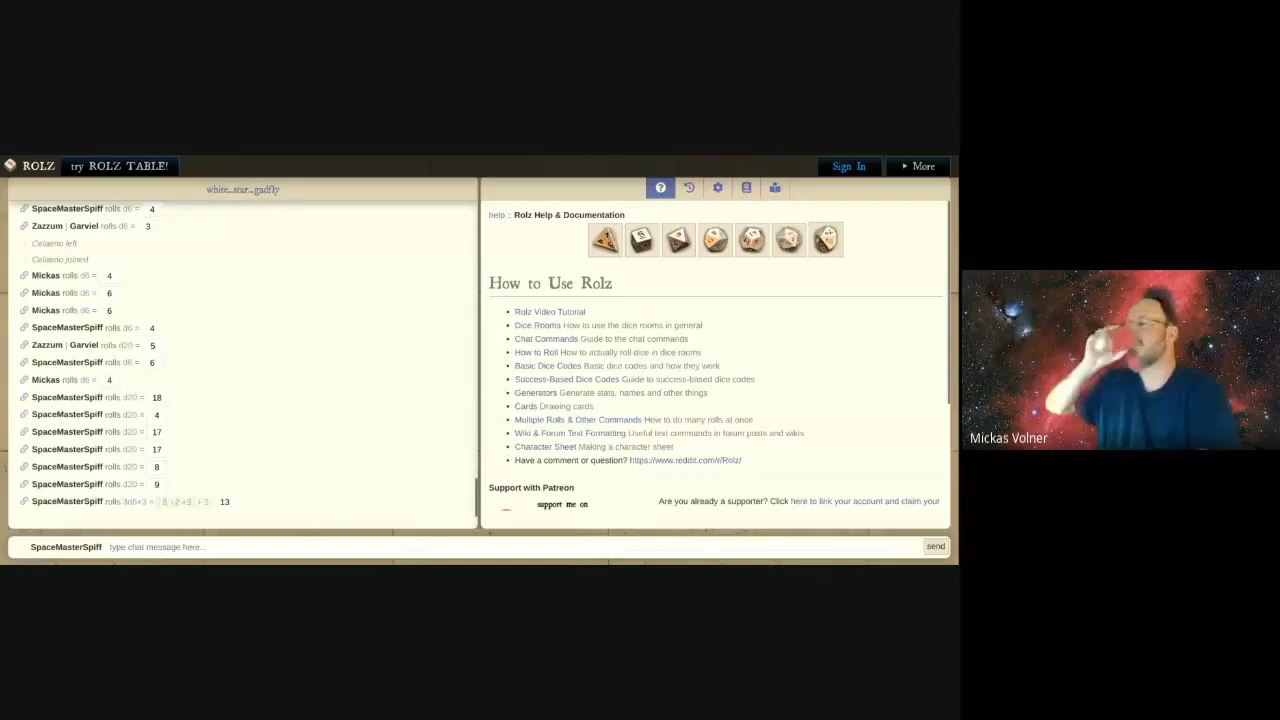 ROLZ
try ROLZ TABLE!
Sign In
More
white_star_gadfly
SpaceMasterSpiff rolls d6 = 4
Zazzum | Garviel rolls d6 = 3
Celaeno left
Celaeno joined
Mickas rolls d6 = 4
Mickas rolls d6 = 6
Mickas rolls d6 = 6
SpaceMasterSpiff rolls d6 = 4
Zazzum | Garviel rolls d20 = 5
SpaceMasterSpiff rolls d6 = 6
Mickas rolls d6 = 4
SpaceMasterSpiff rolls d20 = 18
SpaceMasterSpiff rolls d20 = 4
SpaceMasterSpiff rolls d20 = 17
SpaceMasterSpiff rolls d20 = 17
SpaceMasterSpiff rolls d20 = 8
SpaceMasterSpiff rolls d20 = 9
SpaceMasterSpiff rolls 3d6+3 = ( 6 +2 +3 ) + 3 13
SpaceMasterSpiff type chat message here...
send
help :: Rolz Help & Documentation
How to Use Rolz
Rolz Video Tutorial
Dice Rooms How to use the dice rooms in general
Chat Commands Guide to the chat commands
How to Roll How to actually roll dice in dice rooms
Basic Dice Codes Basic dice codes and how they work
Success-Based Dice Codes Guide to success-based dice codes
Generators Generate stats, names and other things
Cards Drawing cards
Multiple Rolls & Other Commands How to do many rolls at once
Wiki & Forum Text Formatting Useful text commands in forum posts and wikis
Character Sheet Making a character sheet
Have a comment or question? https://www.reddit.com/r/Rolz/
Support with Patreon
support me on
Are you already a supporter? Click here to link your account and claim your
Mickas Volner